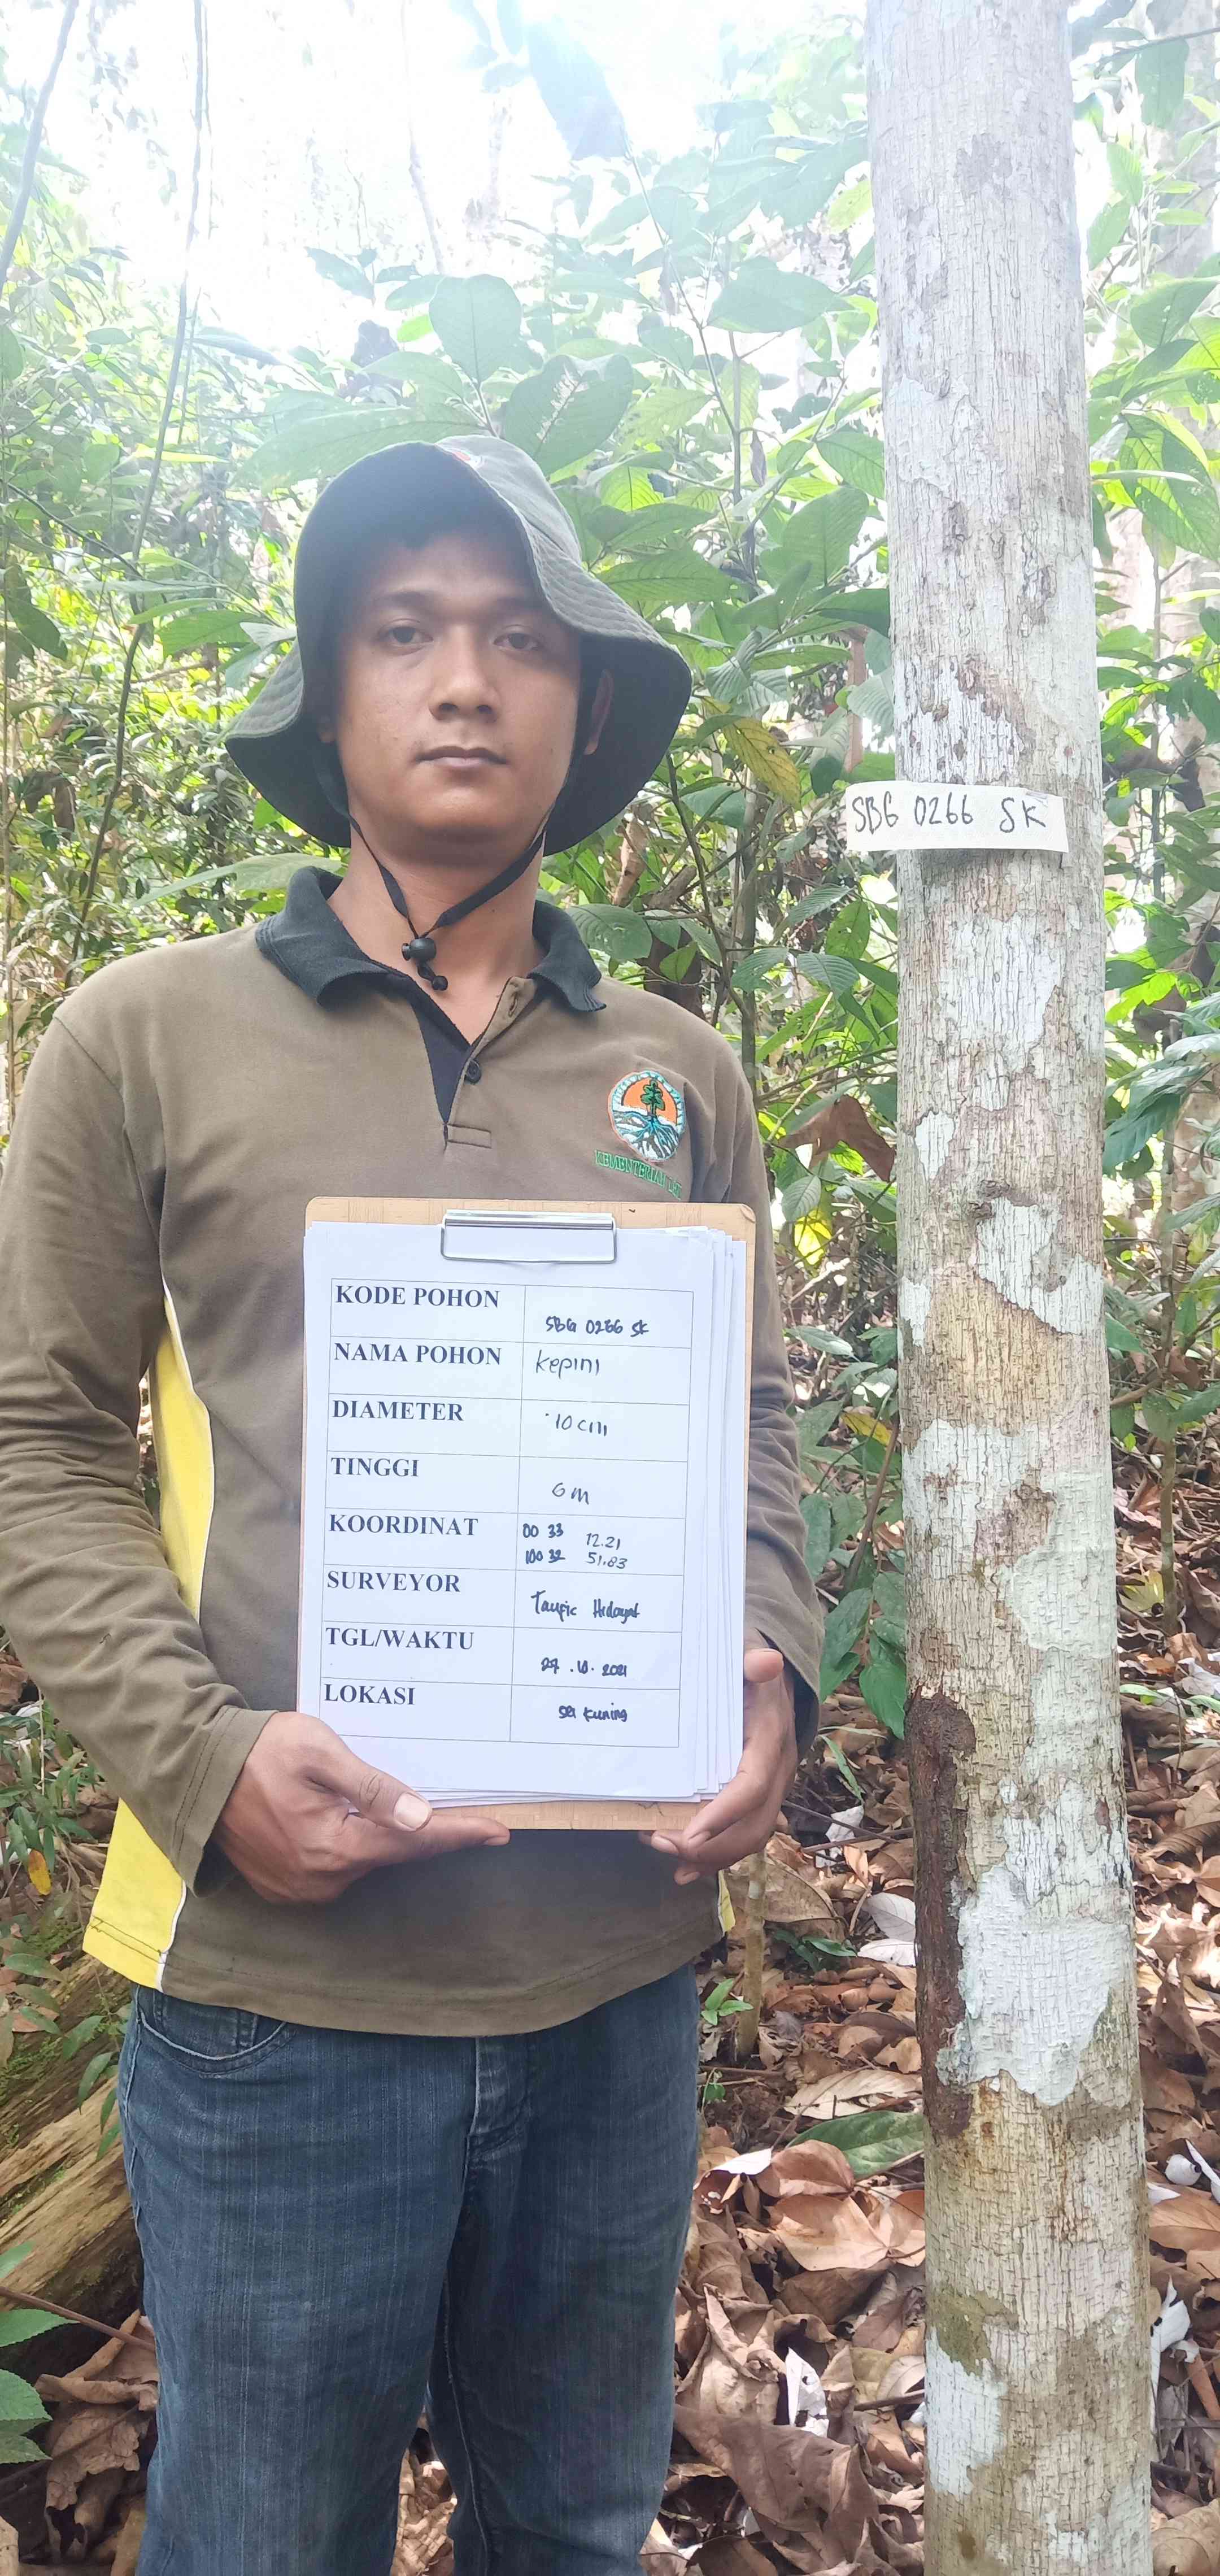 SBG 0266 SK
KEMENTERIAN
KODE POHON
SBG 0266 SK
NAMA POHON
Kepini
DIAMETER
10 cm
TINGGI
6 m
KOORDINAT
00 33 12.21
100 32 51.83
SURVEYOR
Taufic Hidayat
TGL/WAKTU
27.10.2021
LOKASI
Sei Kuning